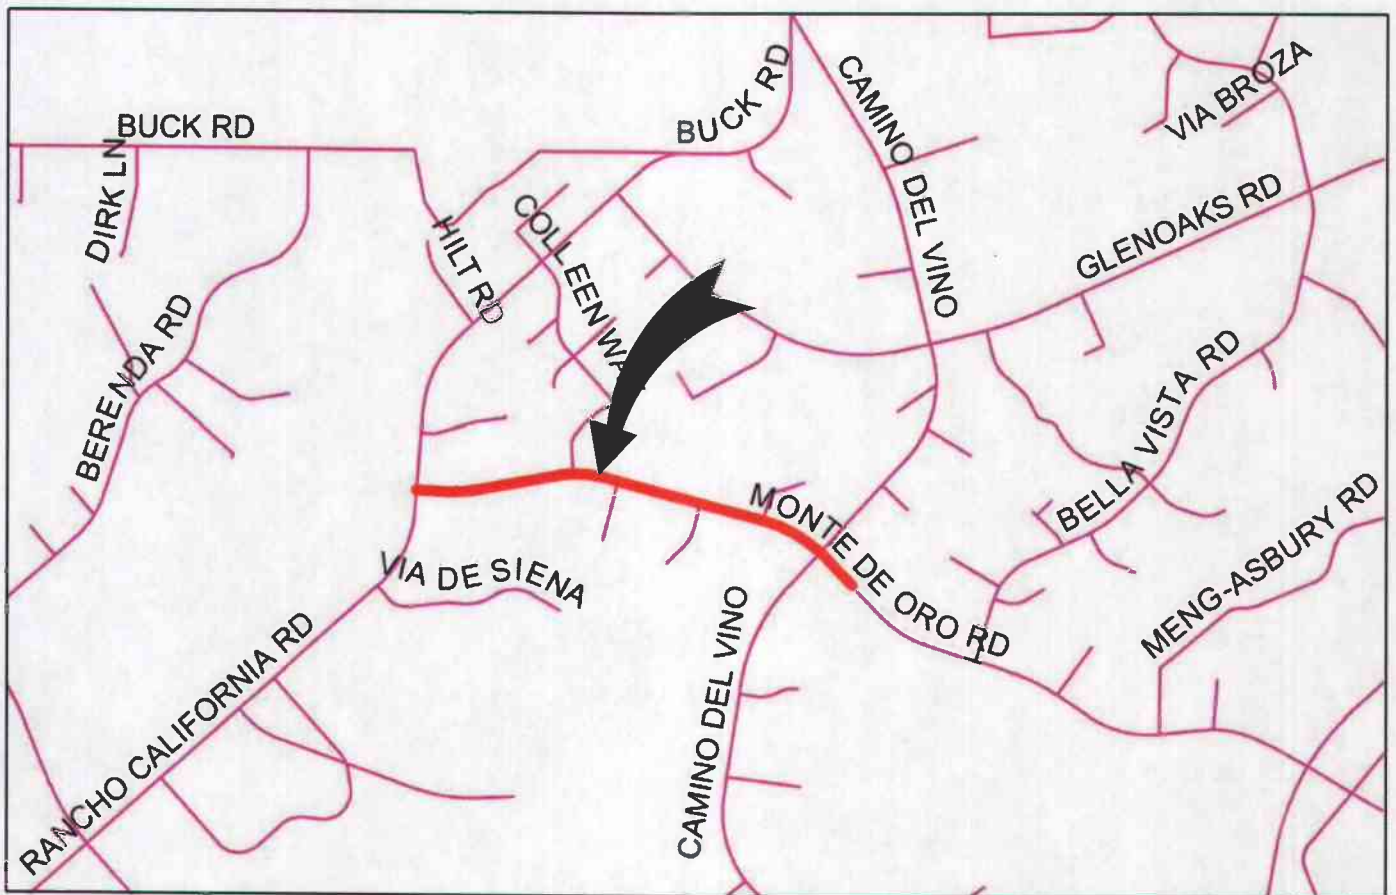 BUCK RD
BUCK RD
CAMINO DEL VINO
VIA BROZA
DIRK LN
HILT RD
COLLEEN WA
GLENOAKS RD
BERENDA RD
BELLA VISTA RD
MONTE DE ORO RD
MENG-ASBURY RD
VIA DE SIENA
CAMINO DEL VINO
RANCHO CALIFORNIA RD